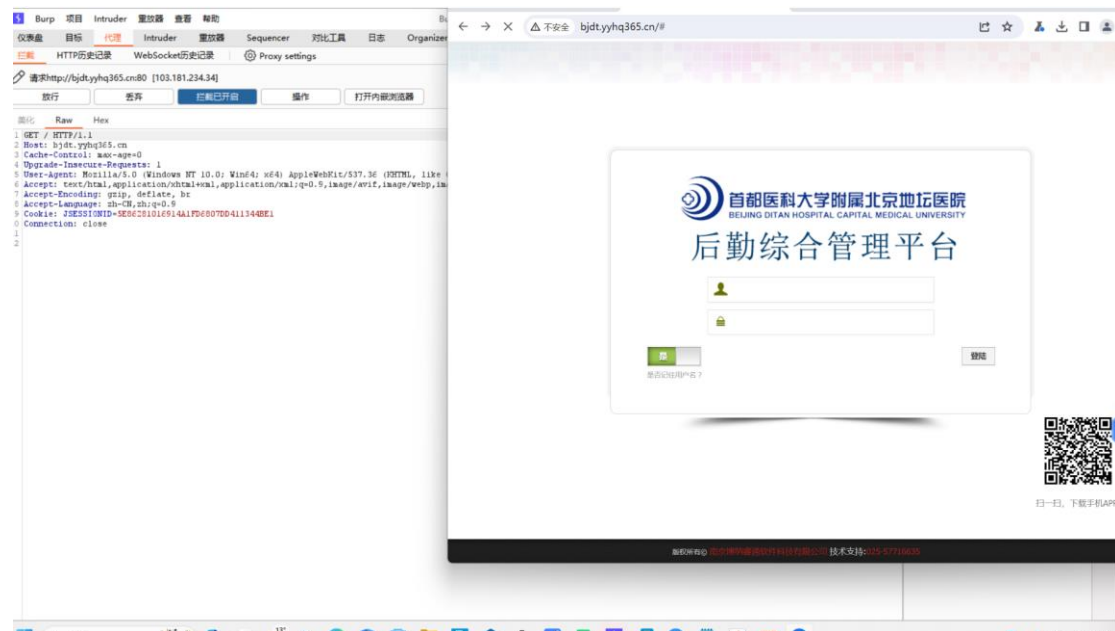 Burp 项目 Intruder 重放器 查看 帮助
仪表盘 目标 代理 Intruder 重放器 Sequencer 对比工具 日志 Organizer
拦截 HTTP历史记录 WebSocket历史记录 Proxy settings
请求http://bjdt.yyhq365.cn:80 [103.181.234.34]
放行 丢弃 拦截已开启 操作 打开内嵌浏览器
美化 Raw Hex
1 GET / HTTP/1.1
2 Host: bjdt.yyhq365.cn
3 Cache-Control: max-age=0
4 Upgrade-Insecure-Requests: 1
5 User-Agent: Mozilla/5.0 (Windows NT 10.0; Win64; x64) AppleWebKit/537.36 (KHTML, like
6 Accept: text/html,application/xhtml+xml,application/xml;q=0.9,image/avif,image/webp,im
7 Accept-Encoding: gzip, deflate, br
8 Accept-Language: zh-CN,zh;q=0.9
9 Cookie: JSESSIONID=5E86281016914A1FD6807DD411344BE1
0 Connection: close
1
2
不安全 bjdt.yyhq365.cn/#
首都医科大学附属北京地坛医院
BEIJING DITAN HOSPITAL CAPITAL MEDICAL UNIVERSITY
后勤综合管理平台
是
登陆
是否记住用户名？
扫一扫，下载手机APP
版权所有© 技术支持:025-57718635